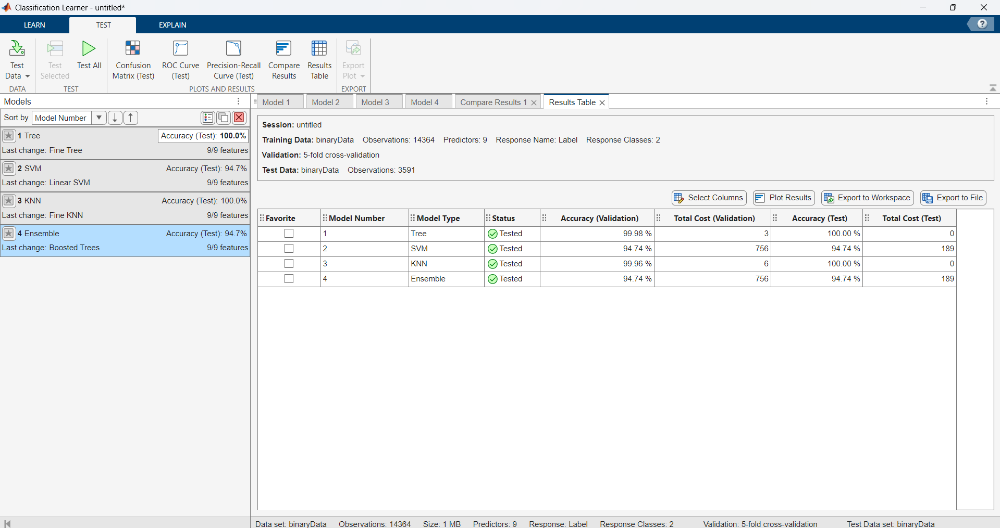 Classification Learner - untitled*
LEARN TEST EXPLAIN
?
Test Data
Test Selected
Test All
Confusion Matrix (Test)
ROC Curve (Test)
Precision-Recall Curve (Test)
Compare Results
Results Table
Export Plot
DATA TEST PLOTS AND RESULTS EXPORT
Models
Model 1 Model 2 Model 3 Model 4 Compare Results 1 Results Table
Sort by Model Number
1 Tree Accuracy (Test): 100.0%
Last change: Fine Tree 9/9 features
2 SVM Accuracy (Test): 94.7%
Last change: Linear SVM 9/9 features
3 KNN Accuracy (Test): 100.0%
Last change: Fine KNN 9/9 features
4 Ensemble Accuracy (Test): 94.7%
Last change: Boosted Trees 9/9 features
Session: untitled
Training Data: binaryData Observations: 14364 Predictors: 9 Response Name: Label Response Classes: 2
Validation: 5-fold cross-validation
Test Data: binaryData Observations: 3591
Select Columns Plot Results Export to Workspace Export to File
Favorite Model Number Model Type Status Accuracy (Validation) Total Cost (Validation) Accuracy (Test) Total Cost (Test)
1 Tree Tested 99.98 % 3 100.00 % 0
2 SVM Tested 94.74 % 756 94.74 % 189
3 KNN Tested 99.96 % 6 100.00 % 0
4 Ensemble Tested 94.74 % 756 94.74 % 189
Data set: binaryData Observations: 14364 Size: 1 MB Predictors: 9 Response: Label Response Classes: 2 Validation: 5-fold cross-validation Test Data set: binaryData